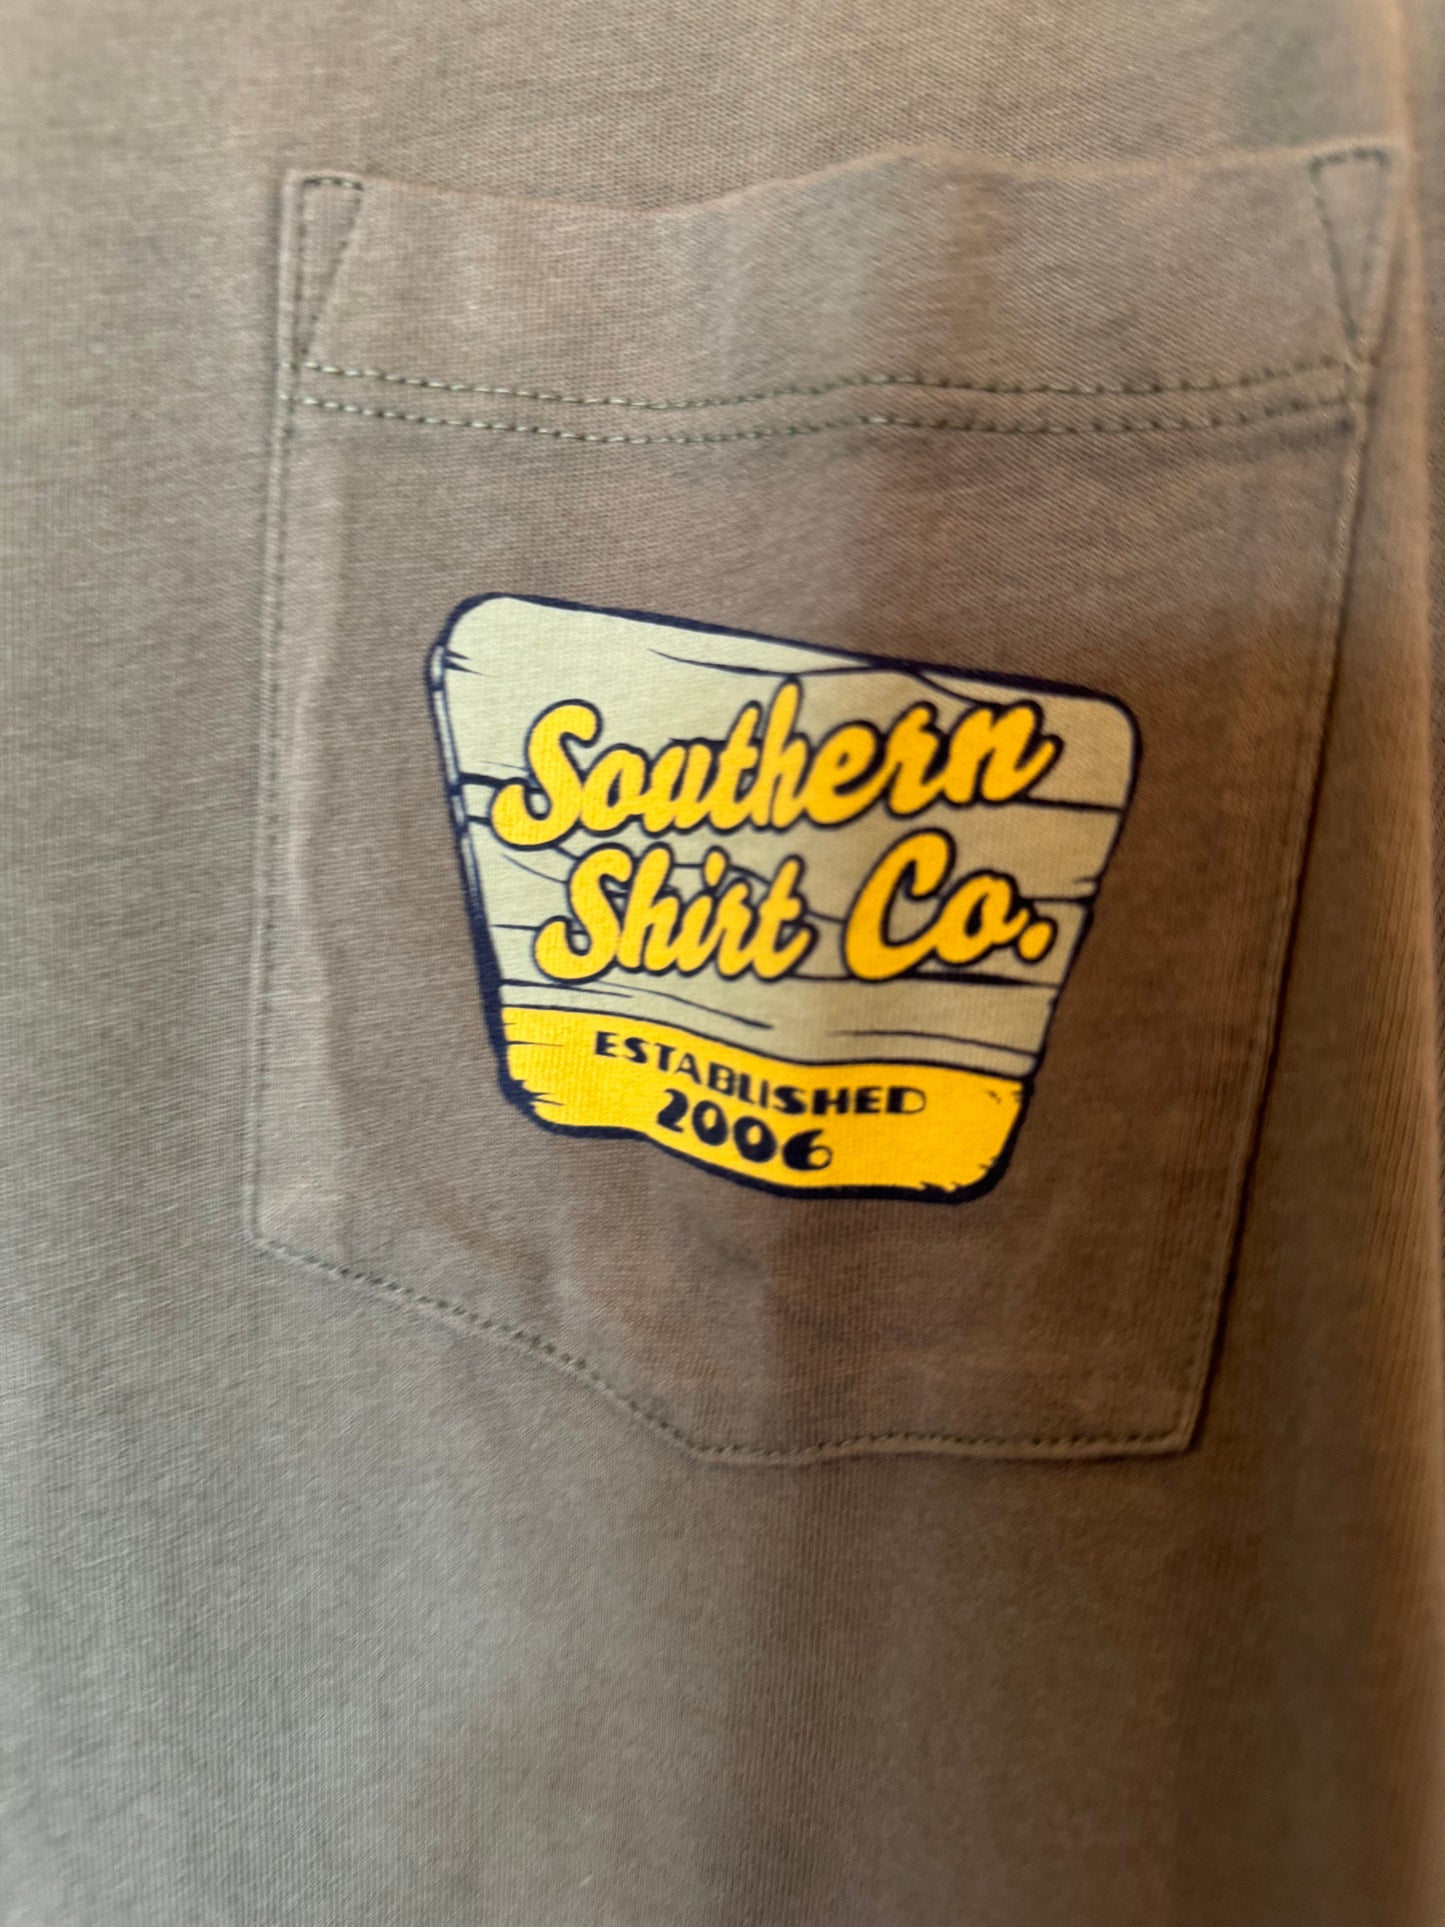 Southern
Shirt Co.
ESTABLISHED
2006